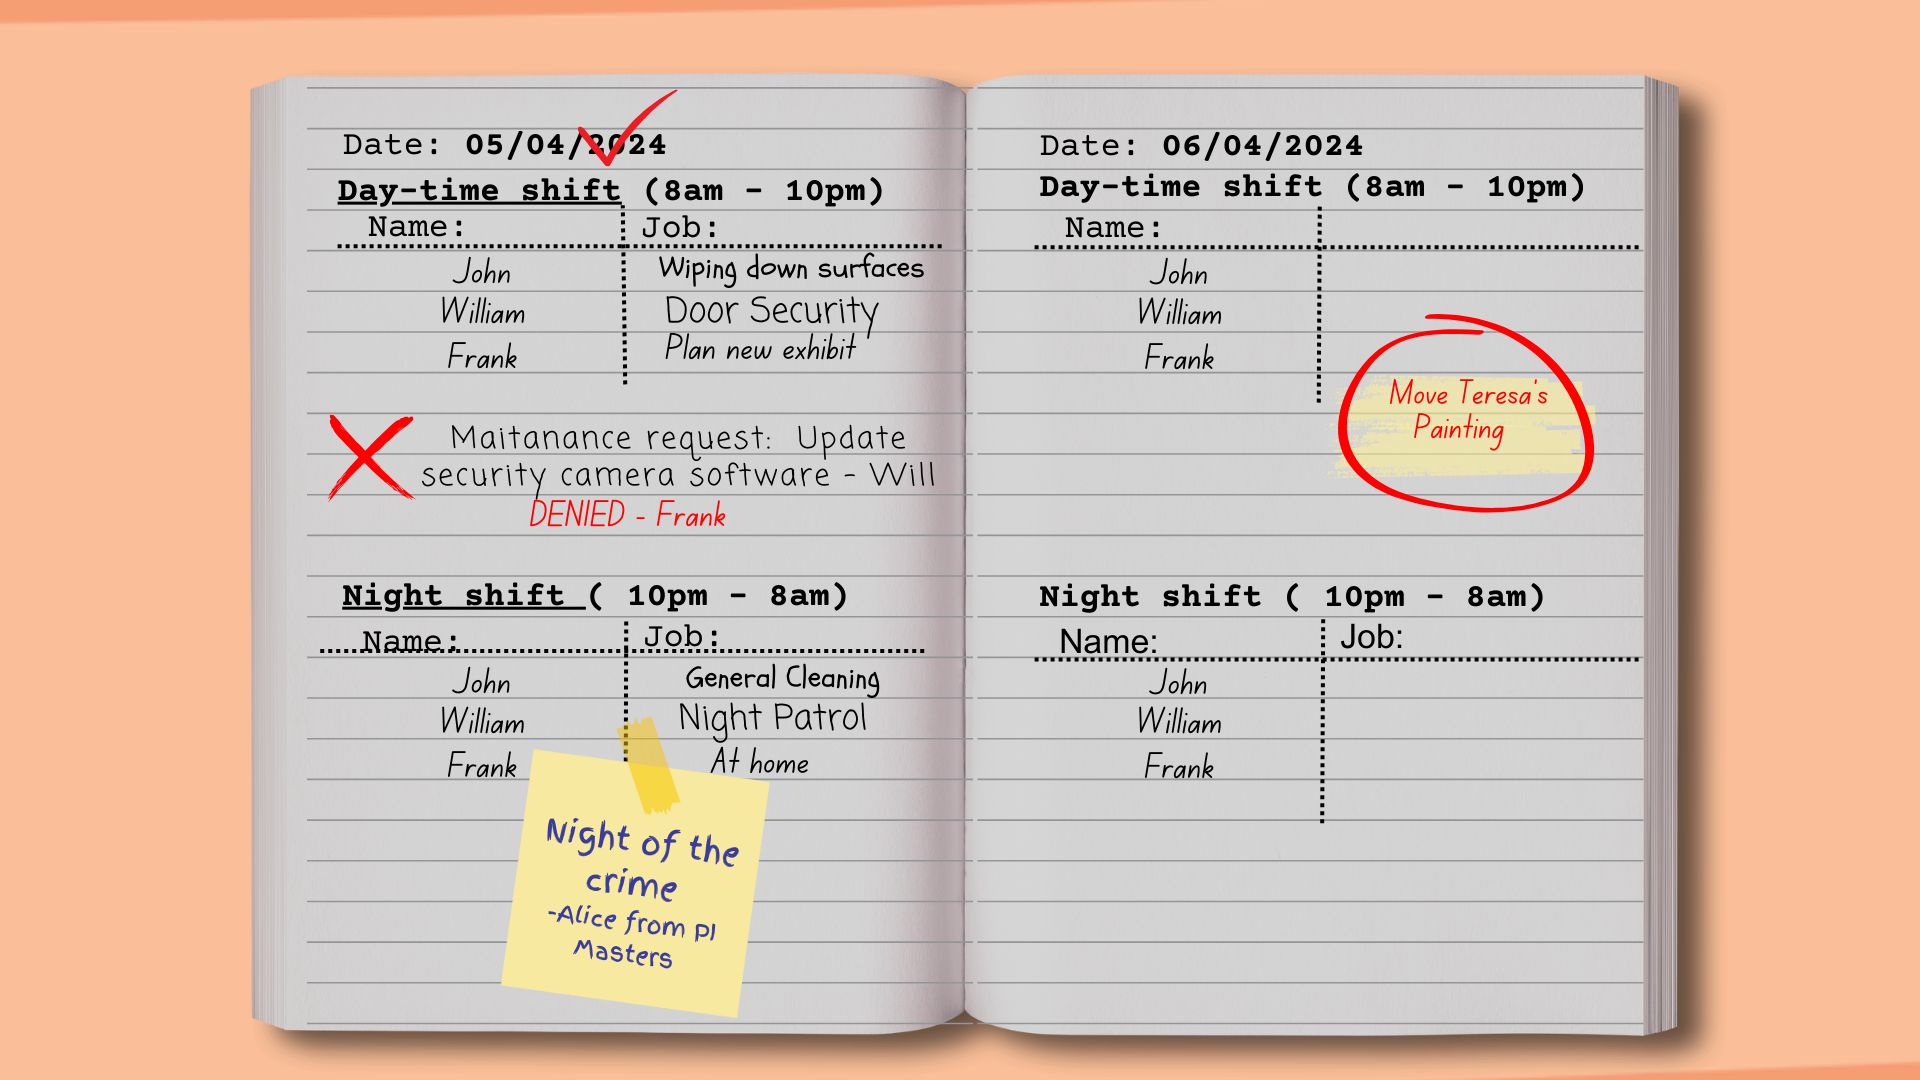 Date: 05/04/2024
Day-time shift (8am - 10pm)
Name: Job:
John Wiping down surfaces
William Door Security
Frank Plan new exhibit
Maitanance request: Update
security camera software - Will
DENIED - Frank
Night shift ( 10pm - 8am)
Name: Job:
John General Cleaning
William Night Patrol
Frank At home
Night of the
crime
-Alice from PI
Masters
Date: 06/04/2024
Day-time shift (8am - 10pm)
Name:
John
William
Frank
Move Teresa's
Painting
Night shift ( 10pm - 8am)
Name: Job:
John
William
Frank